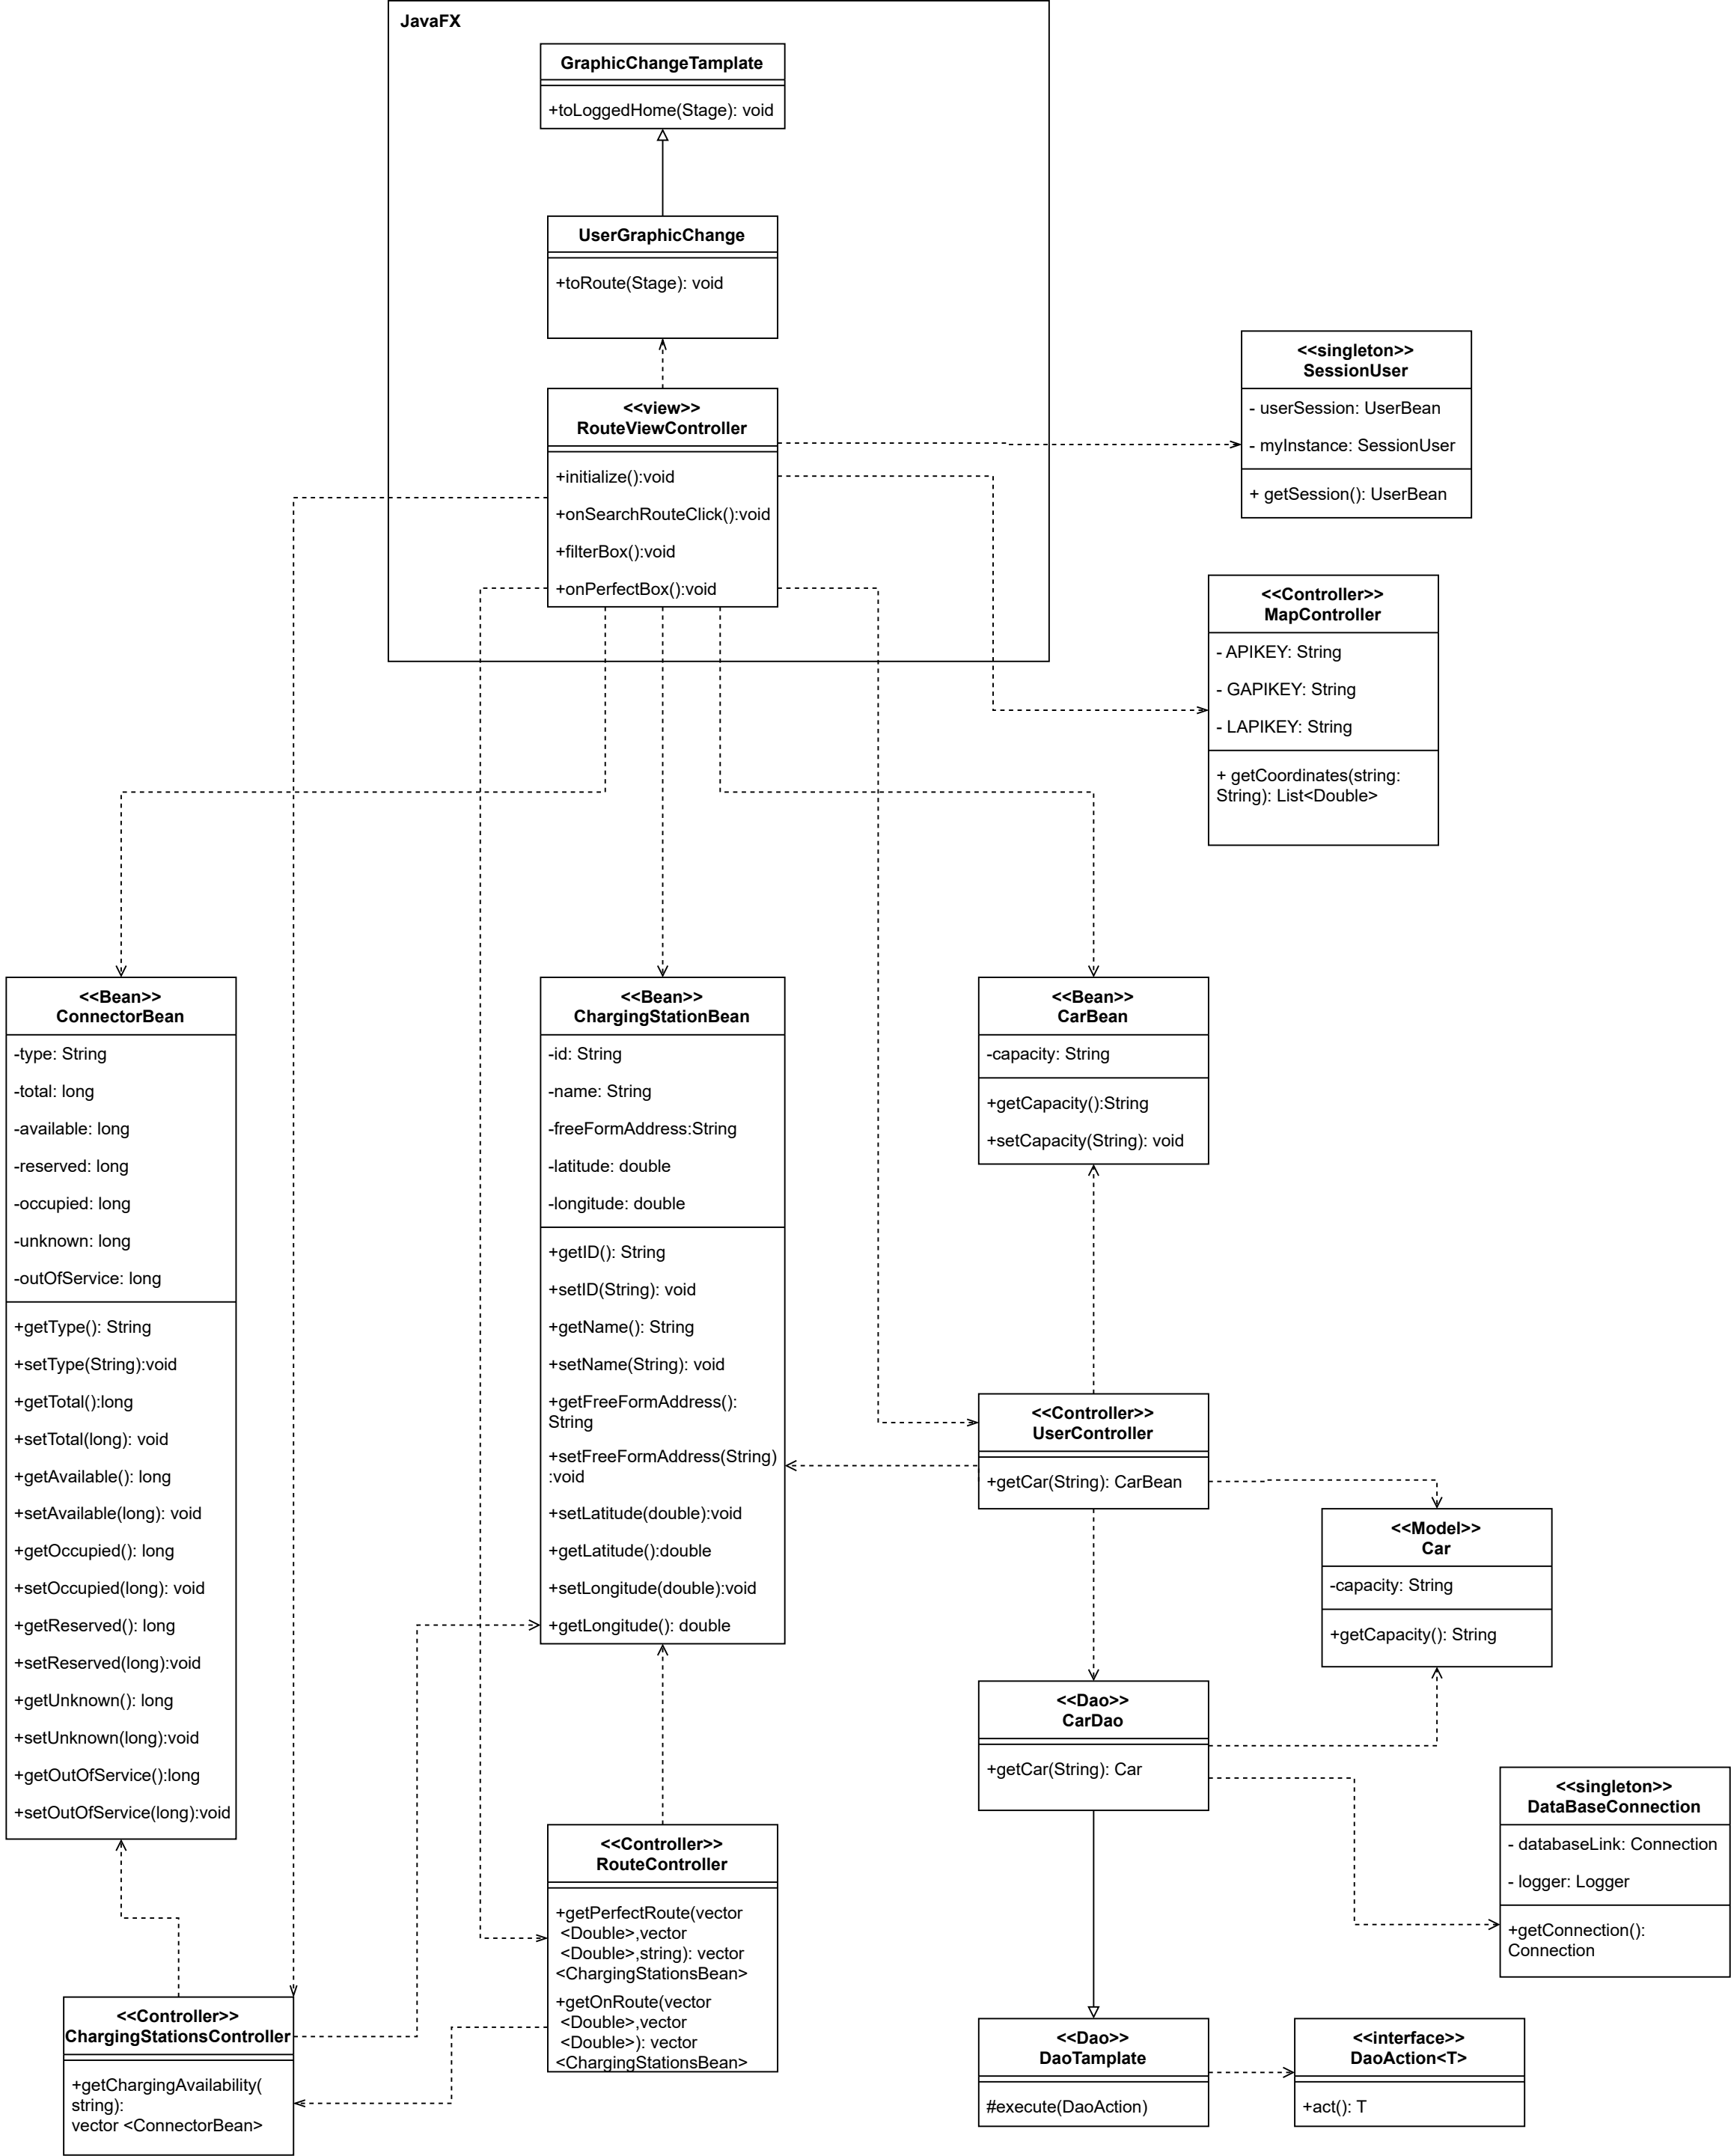 JavaFX
GraphicChangeTamplate
+toLoggedHome(Stage): void
UserGraphicChange
+toRoute(Stage): void
<<view>>
RouteViewController
+initialize():void
+onSearchRouteClick():void
+filterBox():void
+onPerfectBox():void
<<singleton>>
SessionUser
- userSession: UserBean
- myInstance: SessionUser
+ getSession(): UserBean
<<Controller>>
MapController
- APIKEY: String
- GAPIKEY: String
- LAPIKEY: String
+ getCoordinates(string:
String): List<Double>
<<Bean>>
ConnectorBean
-type: String
-total: long
-available: long
-reserved: long
-occupied: long
-unknown: long
-outOfService: long
+getType(): String
+setType(String):void
+getTotal():long
+setTotal(long): void
+getAvailable(): long
+setAvailable(long): void
+getOccupied(): long
+setOccupied(long): void
+getReserved(): long
+setReserved(long):void
+getUnknown(): long
+setUnknown(long):void
+getOutOfService():long
+setOutOfService(long):void
<<Bean>>
ChargingStationBean
-id: String
-name: String
-freeFormAddress:String
-latitude: double
-longitude: double
+getID(): String
+setID(String): void
+getName(): String
+setName(String): void
+getFreeFormAddress():
String
+setFreeFormAddress(String)
:void
+setLatitude(double):void
+getLatitude():double
+setLongitude(double):void
+getLongitude(): double
<<Bean>>
CarBean
-capacity: String
+getCapacity():String
+setCapacity(String): void
<<Controller>>
UserController
+getCar(String): CarBean
<<Model>>
Car
-capacity: String
+getCapacity(): String
<<Dao>>
CarDao
+getCar(String): Car
<<singleton>>
DataBaseConnection
- databaseLink: Connection
- logger: Logger
+getConnection():
Connection
<<Controller>>
RouteController
+getPerfectRoute(vector
<Double>,vector
<Double>,string): vector
<ChargingStationsBean>
+getOnRoute(vector
<Double>,vector
<Double>): vector
<ChargingStationsBean>
<<Controller>>
ChargingStationsController
+getChargingAvailability(
string):
vector <ConnectorBean>
<<Dao>>
DaoTamplate
#execute(DaoAction)
<<interface>>
DaoAction<T>
+act(): T